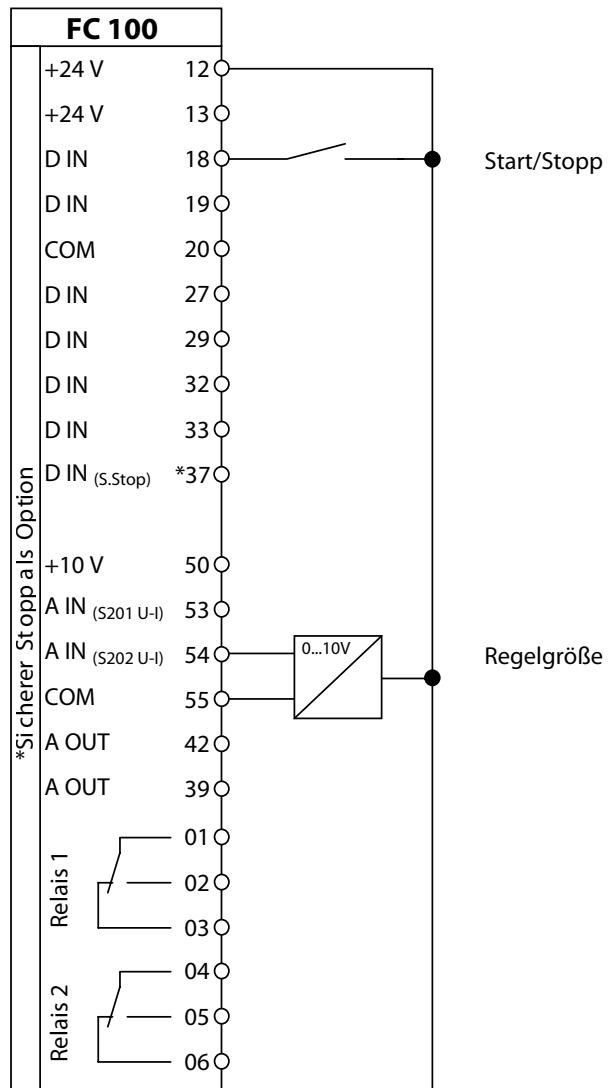 FC 100
+24 V 12
+24 V 13
D IN 18 Start/Stopp
D IN 19
COM 20
D IN 27
D IN 29
D IN 32
D IN 33
D IN (S.Stop) *37
*Sicherer Stopp als Option
+10 V 50
A IN (S201 U-I) 53
A IN (S202 U-I) 54 0...10V Regelgröße
COM 55
A OUT 42
A OUT 39
Relais 1
01
02
03
Relais 2
04
05
06